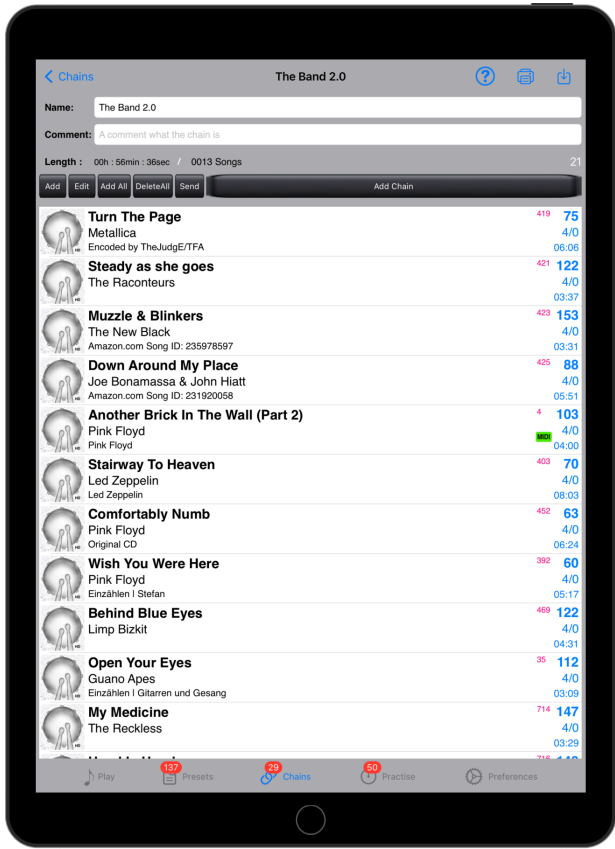 Chains
The Band 2.0
?
Name: The Band 2.0
Comment: A comment what the chain is
Length : 00h : 56min : 36sec / 0013 Songs 21
Add Edit Add All DeleteAll Send Add Chain
Turn The Page 419 75
Metallica 4/0
Encoded by TheJudgE/TFA 06:06
Steady as she goes 421 122
The Raconteurs 4/0
03:37
Muzzle & Blinkers 423 153
The New Black 4/0
Amazon.com Song ID: 235978597 03:31
Down Around My Place 425 88
Joe Bonamassa & John Hiatt 4/0
Amazon.com Song ID: 231920058 05:51
Another Brick In The Wall (Part 2) 4 103
Pink Floyd MIDI 4/0
Pink Floyd 04:00
Stairway To Heaven 403 70
Led Zeppelin 4/0
Led Zeppelin 08:03
Comfortably Numb 452 63
Pink Floyd 4/0
Original CD 06:24
Wish You Were Here 392 60
Pink Floyd 4/0
Einzählen I Stefan 05:17
Behind Blue Eyes 469 122
Limp Bizkit 4/0
04:31
Open Your Eyes 35 112
Guano Apes 4/0
Einzählen I Gitarren und Gesang 03:09
My Medicine 714 147
The Reckless 4/0
03:29
Play 137 Presets 29 Chains 50 Practise Preferences